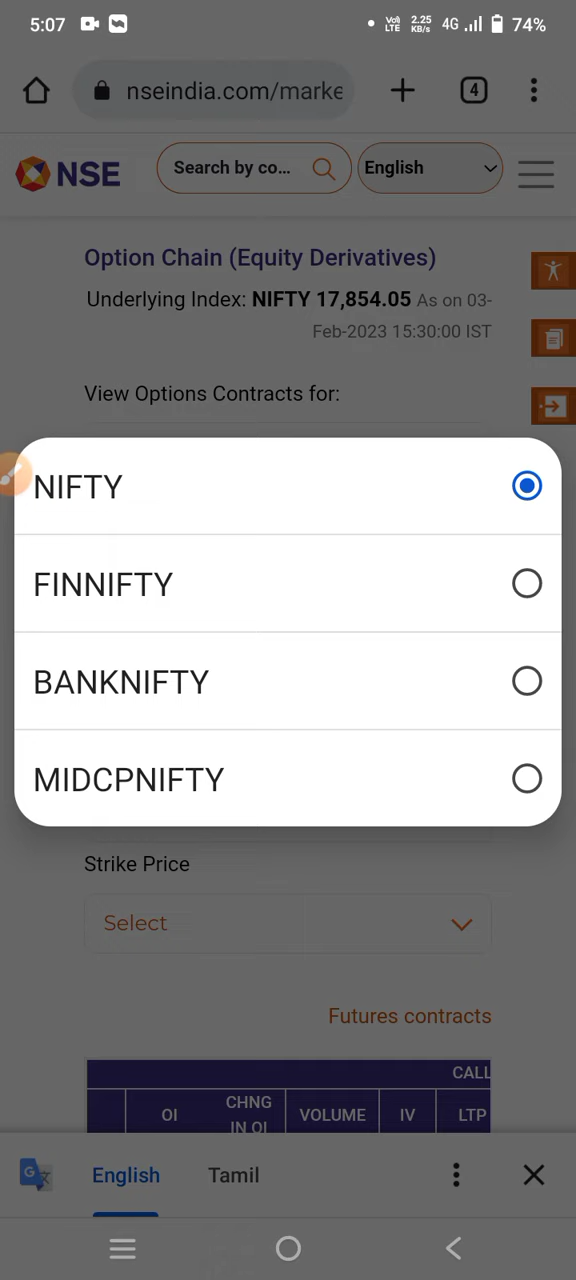 5:07
Vol) LTE 2.25 KB/s 4G 74%
nseindia.com/marke 4
NSE Search by co... English
Option Chain (Equity Derivatives)
Underlying Index: NIFTY 17,854.05 As on 03-
Feb-2023 15:30:00 IST
View Options Contracts for:
NIFTY
FINNIFTY
BANKNIFTY
MIDCPNIFTY
Strike Price
Select
Futures contracts
CALL
OI CHNG IN OI VOLUME IV LTP
G English Tamil